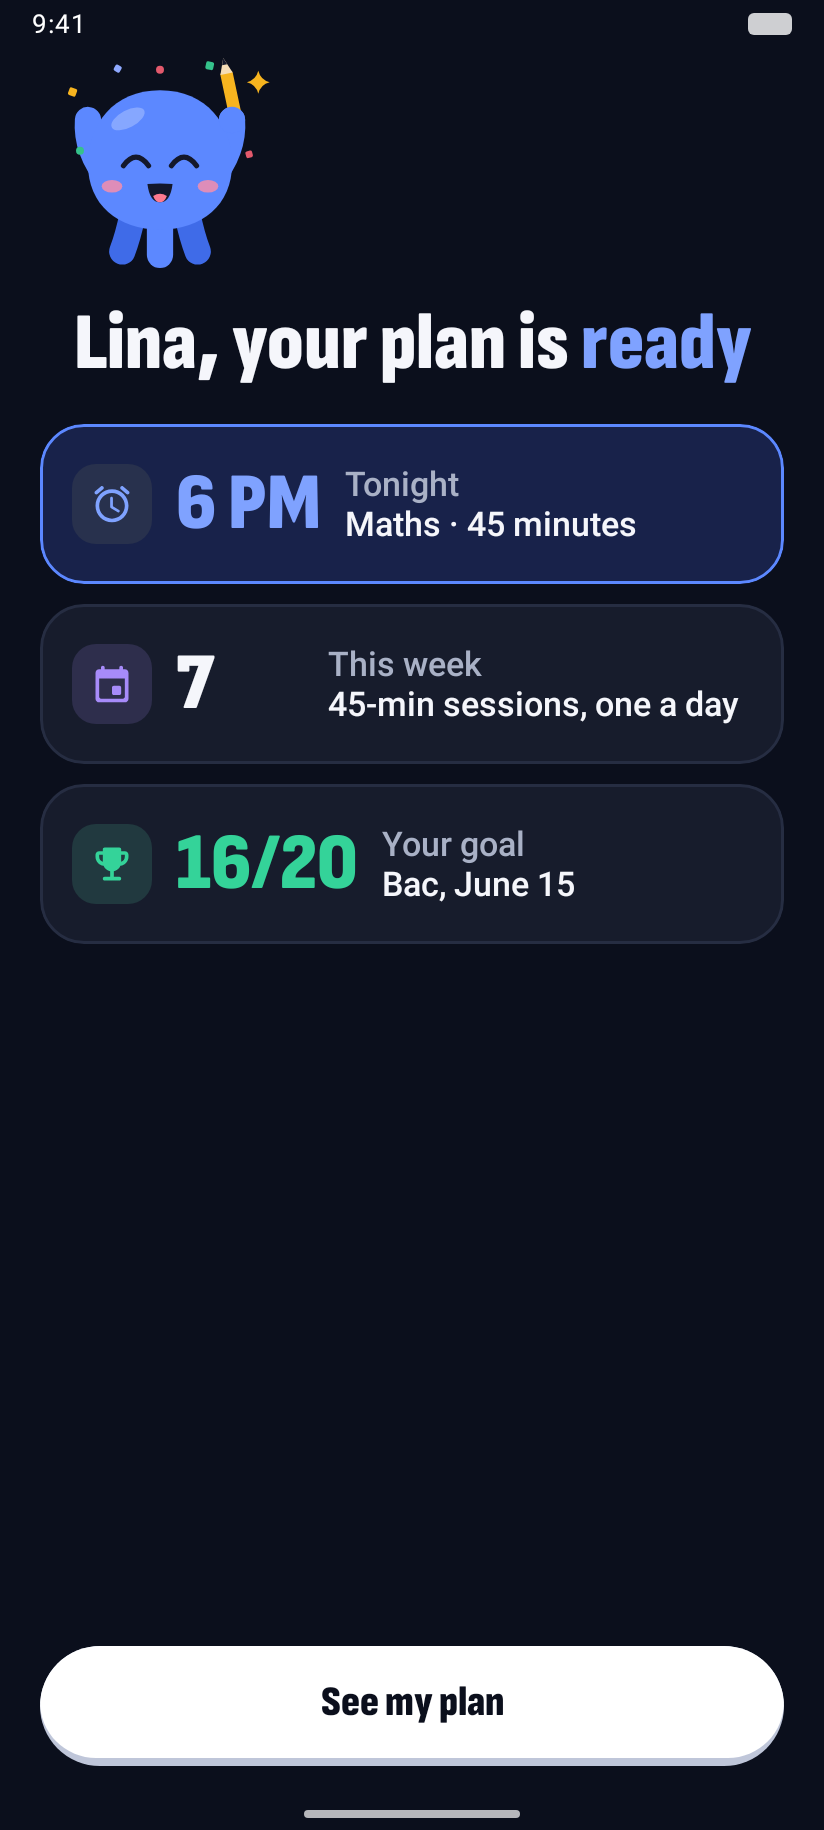 9:41
Lina, your plan is ready
6 PM
Tonight
Maths · 45 minutes
7
This week
45-min sessions, one a day
16/20
Your goal
Bac, June 15
See my plan